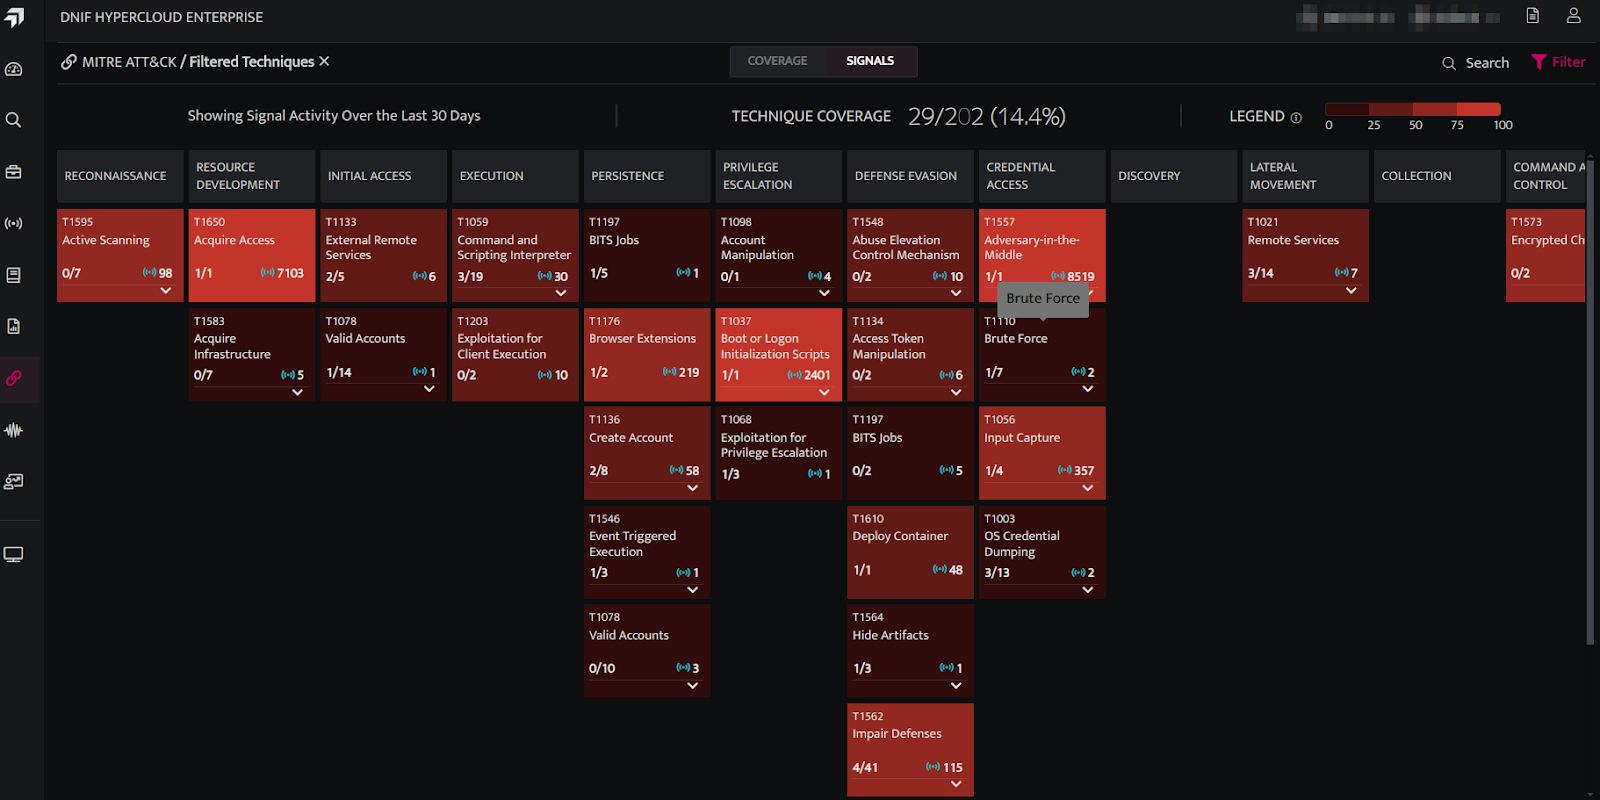 DNIF HYPERCLOUD ENTERPRISE
MITRE ATT&CK / Filtered Techniques ✕
COVERAGE
SIGNALS
Search
Filter
Showing Signal Activity Over the Last 30 Days
TECHNIQUE COVERAGE 29/202 (14.4%)
LEGEND
0 25 50 75 100
RECONNAISSANCE
T1595
Active Scanning
0/7 98
RESOURCE
DEVELOPMENT
T1650
Acquire Access
1/1 7103
T1583
Acquire
Infrastructure
0/7 5
INITIAL ACCESS
T1133
External Remote
Services
2/5 6
T1078
Valid Accounts
1/14 1
EXECUTION
T1059
Command and
Scripting Interpreter
3/19 30
T1203
Exploitation for
Client Execution
0/2 10
PERSISTENCE
T1197
BITS Jobs
1/5 1
T1176
Browser Extensions
1/2 219
T1136
Create Account
2/8 58
T1546
Event Triggered
Execution
1/3 1
T1078
Valid Accounts
0/10 3
PRIVILEGE
ESCALATION
T1098
Account
Manipulation
0/1 4
T1037
Boot or Logon
Initialization Scripts
1/1 2401
T1068
Exploitation for
Privilege Escalation
1/3 1
DEFENSE EVASION
T1548
Abuse Elevation
Control Mechanism
0/2 10
T1134
Access Token
Manipulation
0/2 6
T1197
BITS Jobs
0/2 5
T1610
Deploy Container
1/1 48
T1564
Hide Artifacts
1/3 1
T1562
Impair Defenses
4/41 115
CREDENTIAL
ACCESS
T1557
Adversary-in-the-
Middle
1/1 8519
Brute Force
T1110
Brute Force
1/7 2
T1056
Input Capture
1/4 357
T1003
OS Credential
Dumping
3/13 2
DISCOVERY
LATERAL
MOVEMENT
T1021
Remote Services
3/14 7
COLLECTION
COMMAND A
CONTROL
T1573
Encrypted Ch
0/2